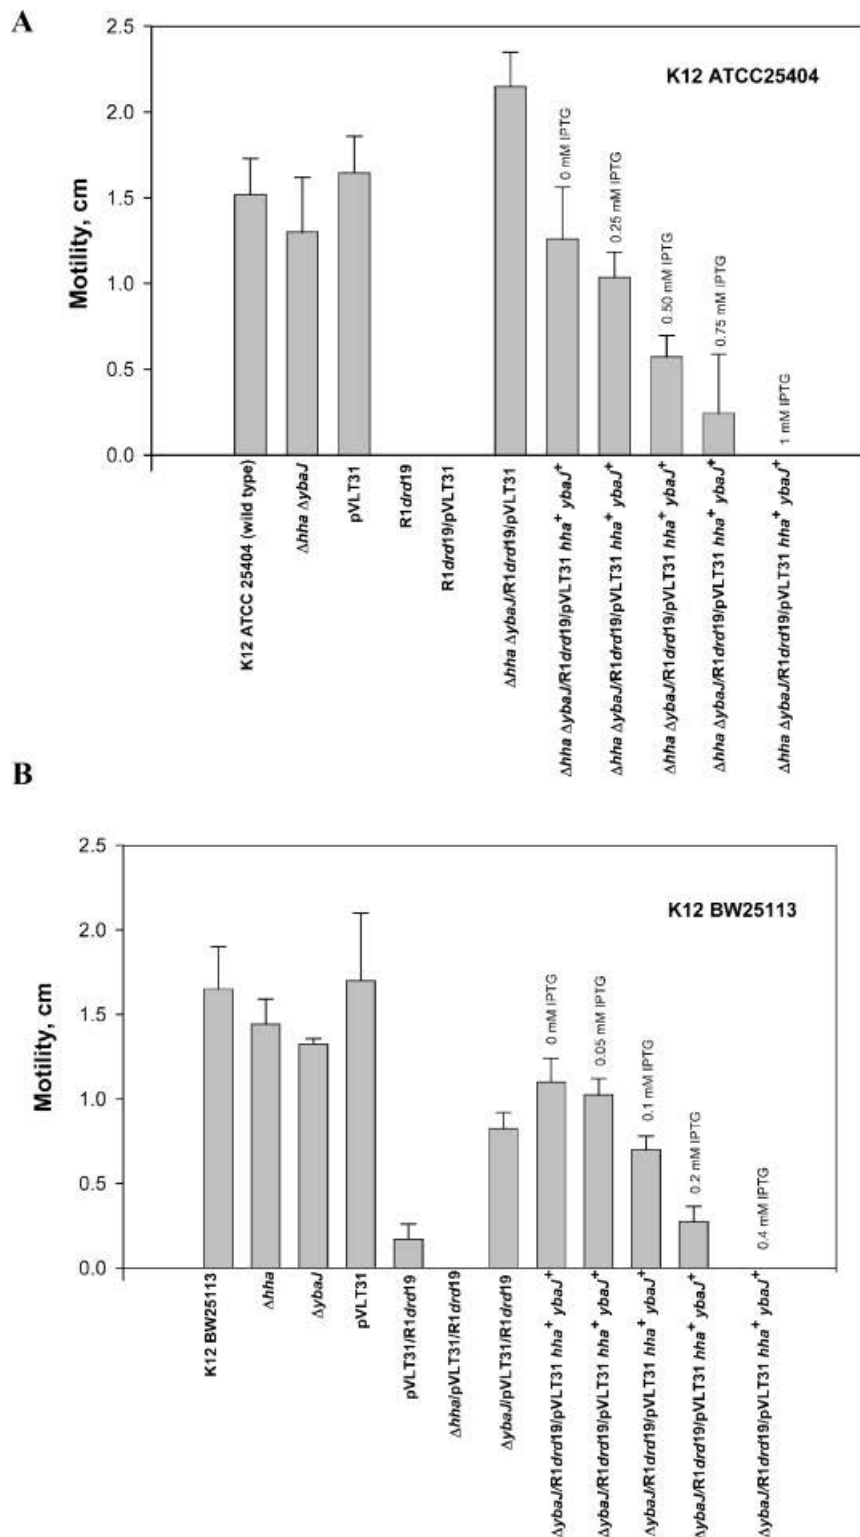 A
K12 ATCC25404
Motility, cm
2.5
2.0
1.5
1.0
0.5
0.0
0 mM IPTG
0.25 mM IPTG
0.50 mM IPTG
0.75 mM IPTG
1 mM IPTG
K12 ATCC 25404 (wild type)
Δhha ΔybaJ
pVLT31
R1drd19
R1drd19/pVLT31
Δhha ΔybaJ/R1drd19/pVLT31
Δhha ΔybaJ/R1drd19/pVLT31 hha⁺ ybaJ⁺
Δhha ΔybaJ/R1drd19/pVLT31 hha⁺ ybaJ⁺
Δhha ΔybaJ/R1drd19/pVLT31 hha⁺ ybaJ⁺
Δhha ΔybaJ/R1drd19/pVLT31 hha⁺ ybaJ⁺
Δhha ΔybaJ/R1drd19/pVLT31 hha⁺ ybaJ⁺
B
K12 BW25113
Motility, cm
2.5
2.0
1.5
1.0
0.5
0.0
0 mM IPTG
0.05 mM IPTG
0.1 mM IPTG
0.2 mM IPTG
0.4 mM IPTG
K12 BW25113
Δhha
ΔybaJ
pVLT31
pVLT31/R1drd19
Δhha/pVLT31/R1drd19
ΔybaJ/pVLT31/R1drd19
ΔybaJ/R1drd19/pVLT31 hha⁺ ybaJ⁺
ΔybaJ/R1drd19/pVLT31 hha⁺ ybaJ⁺
ΔybaJ/R1drd19/pVLT31 hha⁺ ybaJ⁺
ΔybaJ/R1drd19/pVLT31 hha⁺ ybaJ⁺
ΔybaJ/R1drd19/pVLT31 hha⁺ ybaJ⁺